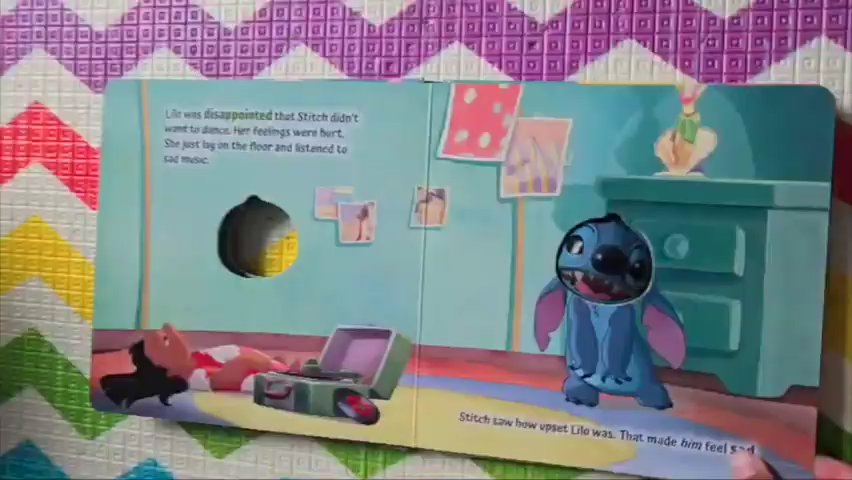 Lilo was disappointed that Stitch didn't
want to dance. Her feelings were hurt.
She just lay on the floor and listened to
sad music.
Stitch saw how upset Lilo was. That made him feel sad